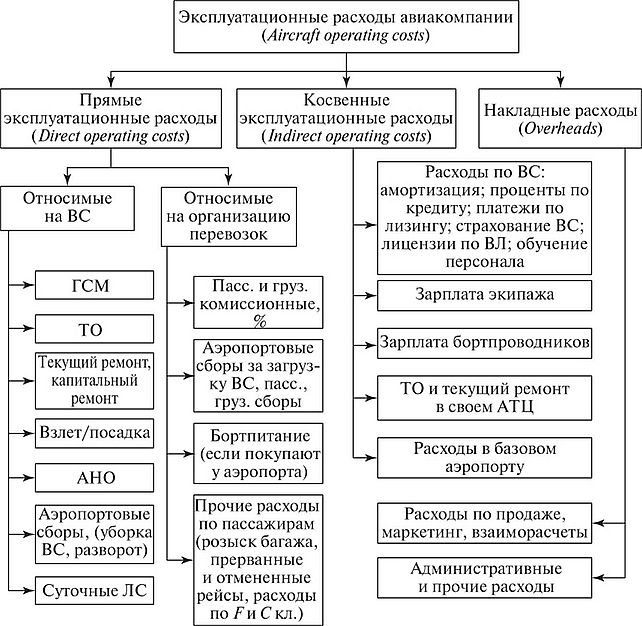 Эксплуатационные расходы авиакомпании
(Aircraft operating costs)
Прямые
эксплуатационные расходы
(Direct operating costs)
Косвенные
эксплуатационные расходы
(Indirect operating costs)
Накладные расходы
(Overheads)
Относимые
на ВС
Относимые
на организацию
перевозок
ГСМ
ТО
Текущий ремонт,
капитальный
ремонт
Взлет/посадка
АНО
Аэропортовые
сборы, (уборка
ВС, разворот)
Суточные ЛС
Пасс. и груз.
комиссионные,
%
Аэропортовые
сборы за загруз-
ку ВС, пасс.,
груз. сборы
Бортпитание
(если покупают
у аэропорта)
Прочие расходы
по пассажирам
(розыск багажа,
прерванные
и отмененные
рейсы, расходы
по F и C кл.)
Расходы по ВС:
амортизация; проценты по
кредиту; платежи по
лизингу; страхование ВС;
лицензии по ВЛ; обучение
персонала
Зарплата экипажа
Зарплата бортпроводников
ТО и текущий ремонт
в своем АТЦ
Расходы в базовом
аэропорту
Расходы по продаже,
маркетинг, взаиморасчеты
Административные
и прочие расходы